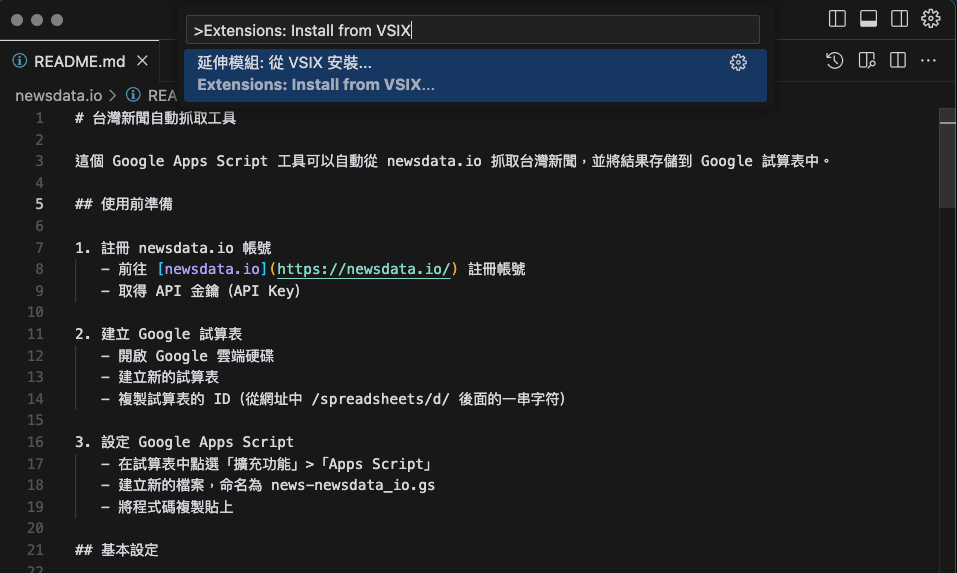 >Extensions: Install from VSIX
延伸模組: 從 VSIX 安裝...
Extensions: Install from VSIX...
README.md
newsdata.io > READ
1 # 台灣新聞自動抓取工具
2
3 這個 Google Apps Script 工具可以自動從 newsdata.io 抓取台灣新聞，並將結果存儲到 Google 試算表中。
4
5 ## 使用前準備
6
7 1. 註冊 newsdata.io 帳號
8 - 前往 [newsdata.io](https://newsdata.io/) 註冊帳號
9 - 取得 API 金鑰 (API Key)
10
11 2. 建立 Google 試算表
12 - 開啟 Google 雲端硬碟
13 - 建立新的試算表
14 - 複製試算表的 ID (從網址中 /spreadsheets/d/ 後面的一串字符)
15
16 3. 設定 Google Apps Script
17 - 在試算表中點選「擴充功能」>「Apps Script」
18 - 建立新的檔案，命名為 news-newsdata_io.gs
19 - 將程式碼複製貼上
20
21 ## 基本設定
22